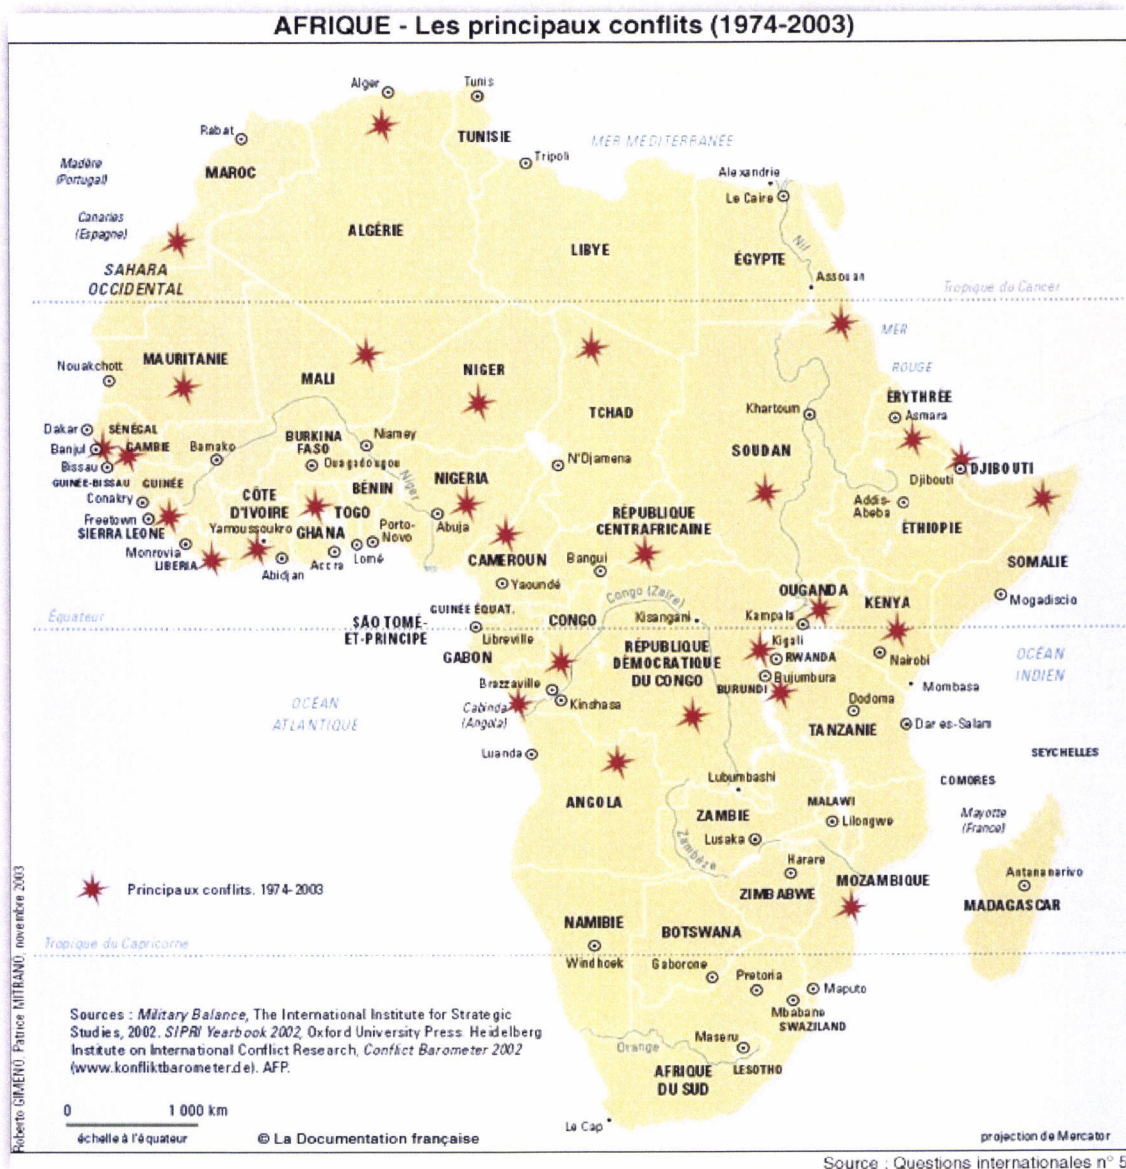 AFRIQUE - Les principaux conflits (1974-2003)
Alger
Tunis
Rabat
TUNISIE
MER MEDITERRANÉE
Tripoli
Madère
(Portugal)
MAROC
Alexandrie
Le Caire
Canaries
(Espagne)
ALGÉRIE
LIBYE
Nil
ÉGYPTE
SAHARA
OCCIDENTAL
Assouan
Tropique du Cancer
MER
ROUGE
Nouakchott
MAURITANIE
MALI
NIGER
TCHAD
Khartoum
ÉRYTHRÉE
Asmara
Dakar
SÉNÉGAL
Banjul
GAMBIE
Bamako
BURKINA
FASO
Niamey
Ouagadougou
N'Djamena
SOUDAN
DJIBOUTI
Djibouti
Bissau
GUINÉE-BISSAU
GUINÉE
BÉNIN
Niger
NIGERIA
Conakry
CÔTE
D'IVOIRE
TOGO
Abuja
RÉPUBLIQUE
CENTRAFRICAINE
Addis-
Abeba
ÉTHIOPIE
Freetown
SIERRA LEONE
Yamoussoukro
GHANA
Porto-
Novo
Monrovia
LIBERIA
Abidjan
Accra
Lomé
CAMEROUN
Bangui
SOMALIE
Yaoundé
Congo (Zaïre)
OUGANDA
KENYA
Mogadiscio
Équateur
GUINÉE ÉQUAT.
SÃO TOMÉ-
ET-PRINCIPE
Libreville
CONGO
Kisangani
Kampala
GABON
RÉPUBLIQUE
DÉMOCRATIQUE
DU CONGO
Kigali
RWANDA
Nairobi
OCÉAN
INDIEN
Brazzaville
Kinshasa
BURUNDI
Bujumbura
Mombasa
OCÉAN
ATLANTIQUE
Cabinda
(Angola)
Dodoma
TANZANIE
Dar es-Salam
Luanda
SEYCHELLES
Lubumbashi
COMORES
ANGOLA
ZAMBIE
MALAWI
Mayotte
(France)
Lusaka
Lilongwe
Zambèze
Harare
Antananarivo
Principaux conflits. 1974-2003
ZIMBABWE
MOZAMBIQUE
MADAGASCAR
NAMIBIE
BOTSWANA
Tropique du Capricorne
Windhoek
Gaborone
Pretoria
Maputo
Mbabane
SWAZILAND
Sources : Military Balance, The International Institute for Strategic
Studies, 2002. SIPRI Yearbook 2002, Oxford University Press. Heidelberg
Institute on International Conflict Research, Conflict Barometer 2002
(www.konfliktbarometer.de). AFP.
Orange
Maseru
LESOTHO
AFRIQUE
DU SUD
Le Cap
0 1 000 km
échelle à l'équateur
© La Documentation française
projection de Mercator
Roberto GIMENO, Patrice MITRANO, novembre 2003
Source : Questions internationales n° 5